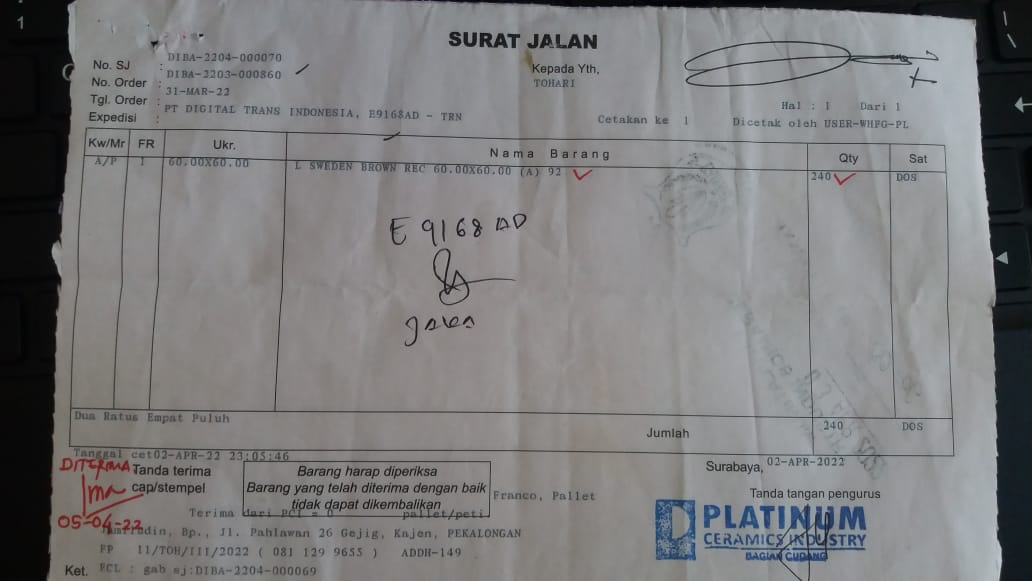 SURAT JALAN
No. SJ : DIBA-2204-000070
No. Order : DIBA-2203-000860
Tgl. Order : 31-MAR-22
Expedisi : PT DIGITAL TRANS INDONESIA, E9168AD - TRN
Kepada Yth,
TOHARI
Hal : 1 Dari 1
Cetakan ke 1 Dicetak oleh USER-WHFG-PL
Kw/Mr FR Ukr. Nama Barang Qty Sat
A/P 1 60.00X60.00 L SWEDEN BROWN REC 60.00X60.00 (A) 92 240 DOS
E 9168 AD
Dua Ratus Empat Puluh
Jumlah 240 DOS
Tanggal cet02-APR-22 23:05:46
DITERIMA
05-04-22
Tanda terima
cap/stempel
Barang harap diperiksa
Barang yang telah diterima dengan baik
tidak dapat dikembalikan
Franco, Pallet
Surabaya, 02-APR-2022
Tanda tangan pengurus
Terima dari PCI = 0 pallet/peti
Bp., Jl. Pahlawan 26 Gejig, Kajen, PEKALONGAN
FP 11/TOH/III/2022 ( 081 129 9655 ) ADDH-149
Ket. FCL : gab sj:DIBA-2204-000069
PLATINUM
CERAMICS INDUSTRY
BAGIAN GUDANG